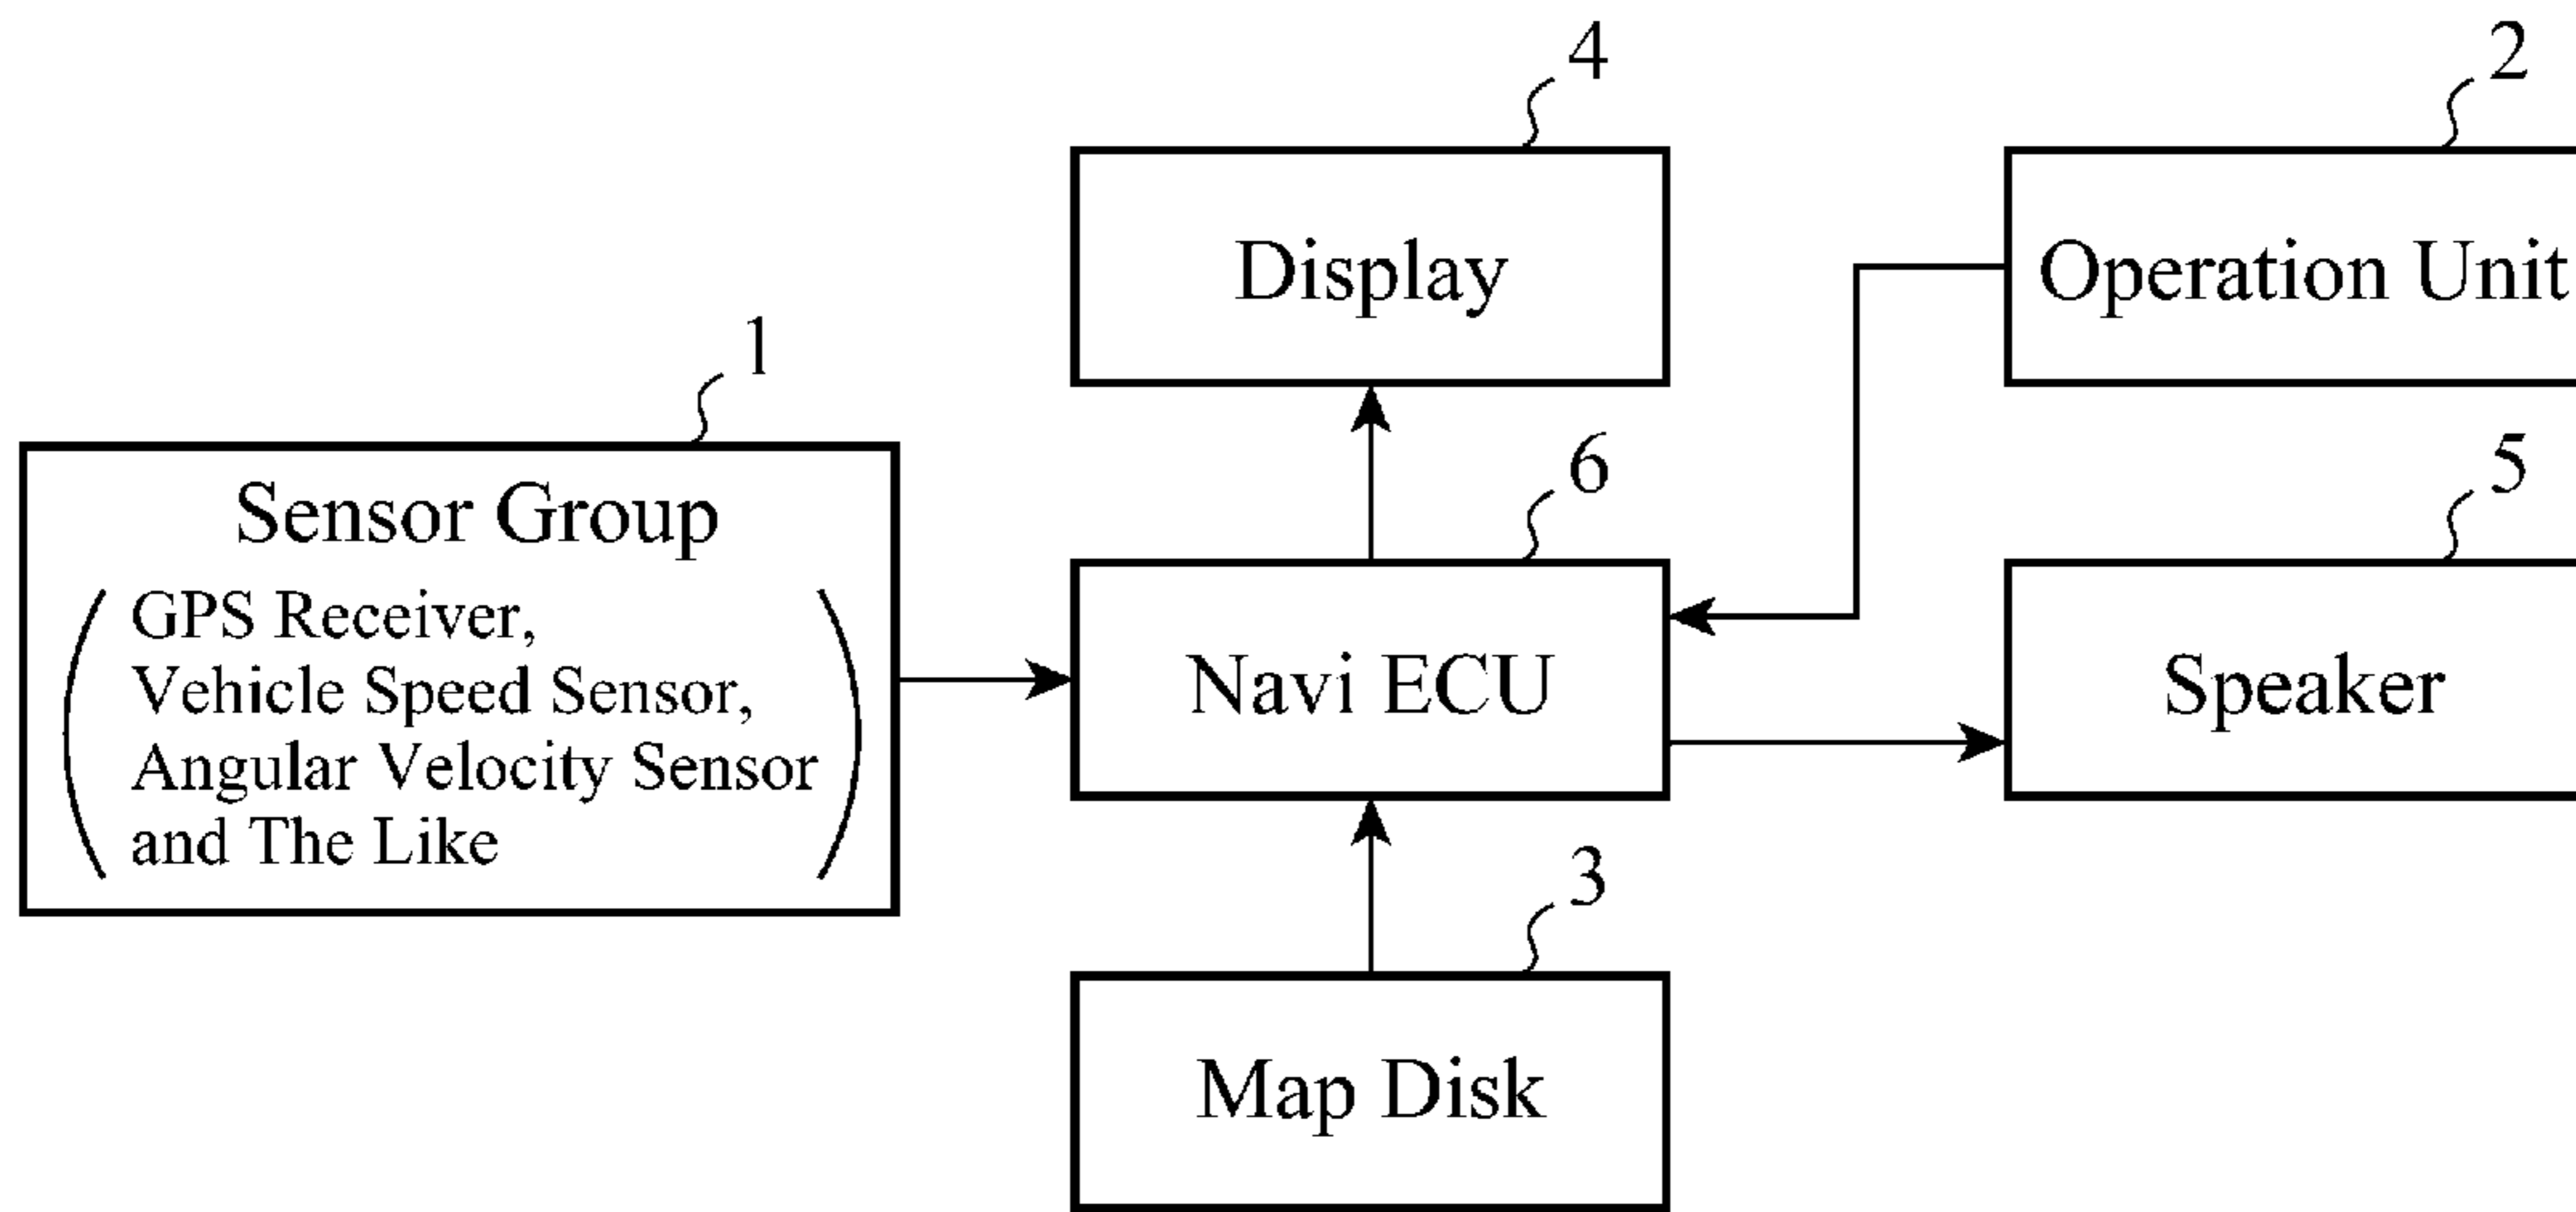 4
2
Display
Operation Unit
1
Sensor Group
GPS Receiver,
Vehicle Speed Sensor,
Angular Velocity Sensor
and The Like
6
5
Navi ECU
Speaker
3
Map Disk